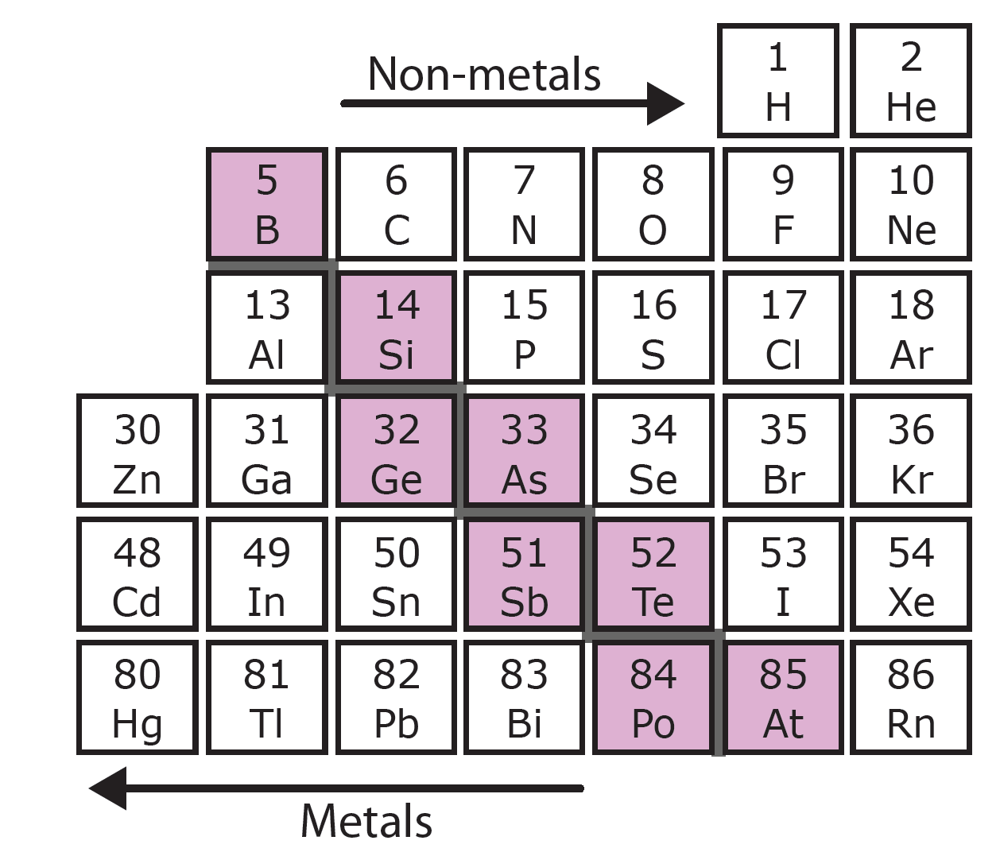 Non-metals
1 2
H He
5 6 7 8 9 10
B C N O F Ne
13 14 15 16 17 18
Al Si P S Cl Ar
30 31 32 33 34 35 36
Zn Ga Ge As Se Br Kr
48 49 50 51 52 53 54
Cd In Sn Sb Te I Xe
80 81 82 83 84 85 86
Hg Tl Pb Bi Po At Rn
Metals